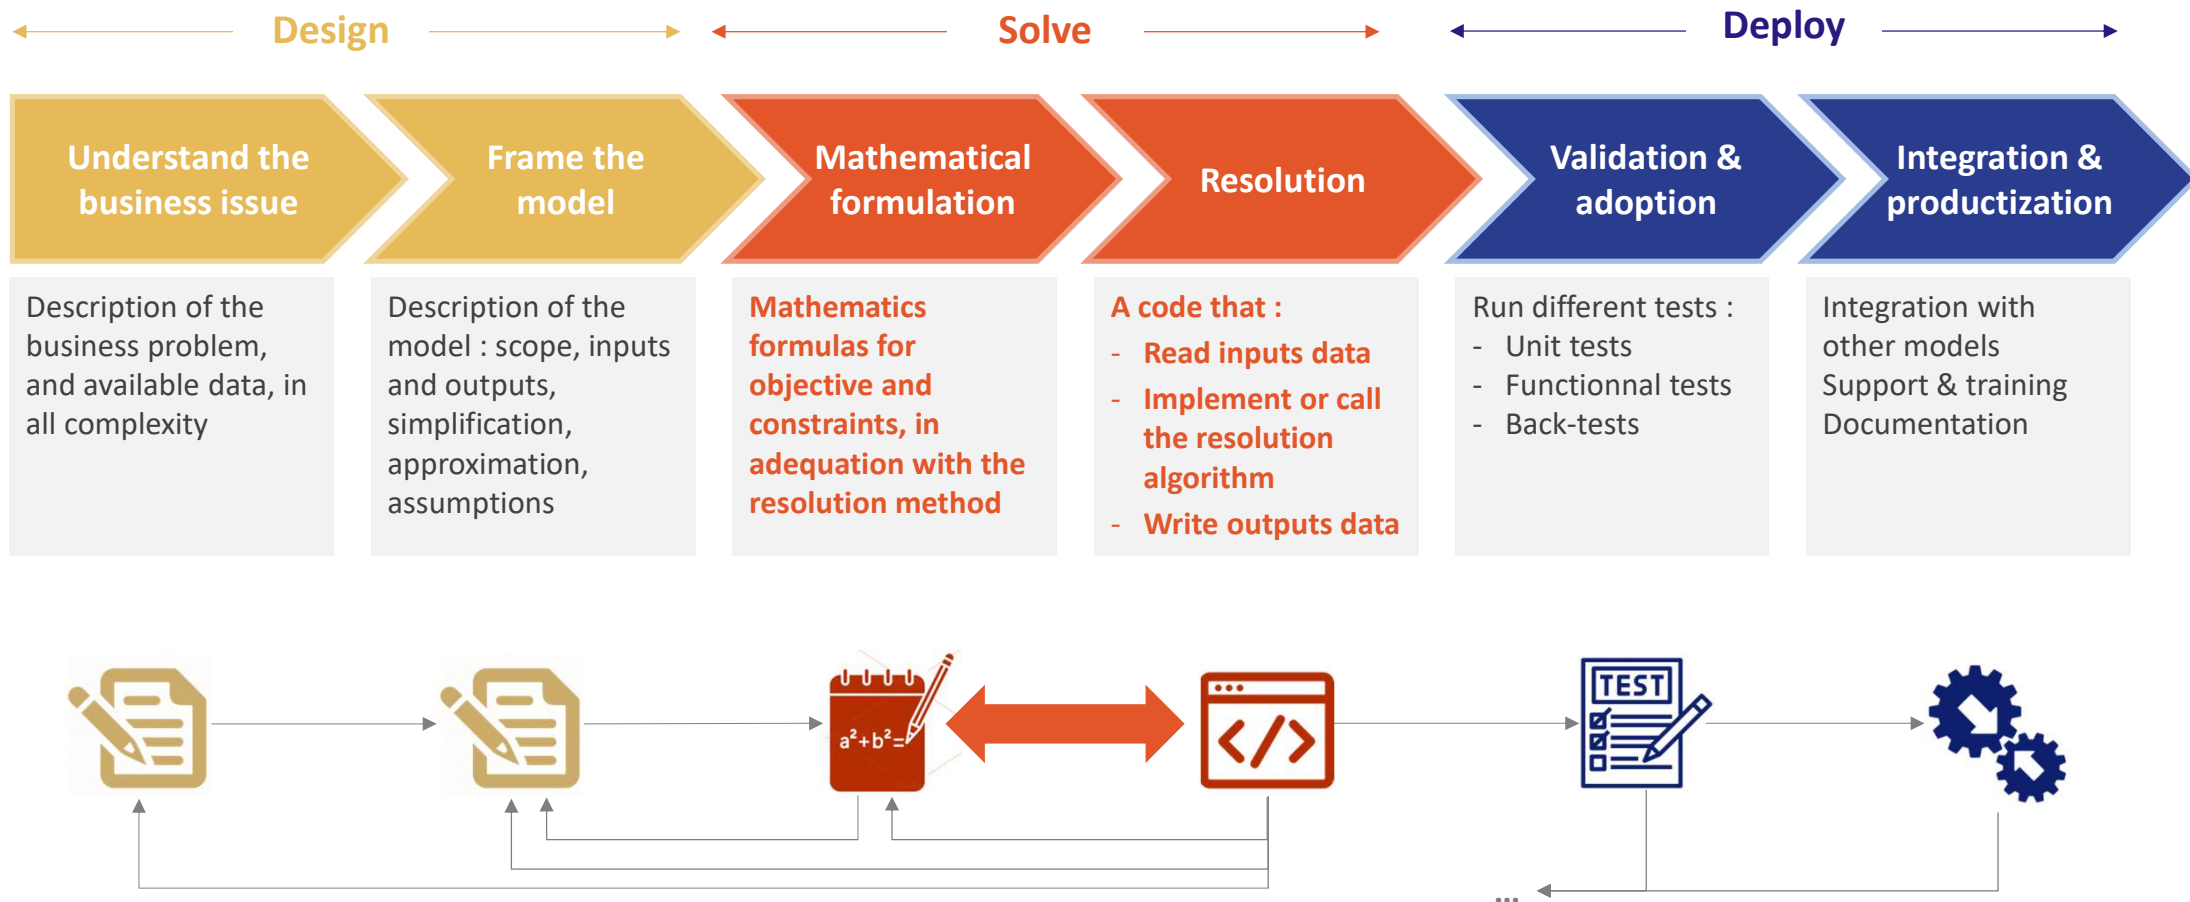 Design
Solve
Deploy
Understand the
business issue
Frame the
model
Mathematical
formulation
Resolution
Validation &
adoption
Integration &
productization
Description of the
business problem,
and available data, in
all complexity
Description of the
model : scope, inputs
and outputs,
simplification,
approximation,
assumptions
Mathematics
formulas for
objective and
constraints, in
adequation with the
resolution method
A code that :
- Read inputs data
- Implement or call
the resolution
algorithm
- Write outputs data
Run different tests :
- Unit tests
- Functionnal tests
- Back-tests
Integration with
other models
Support & training
Documentation
a²+b²=
</>
TEST
...